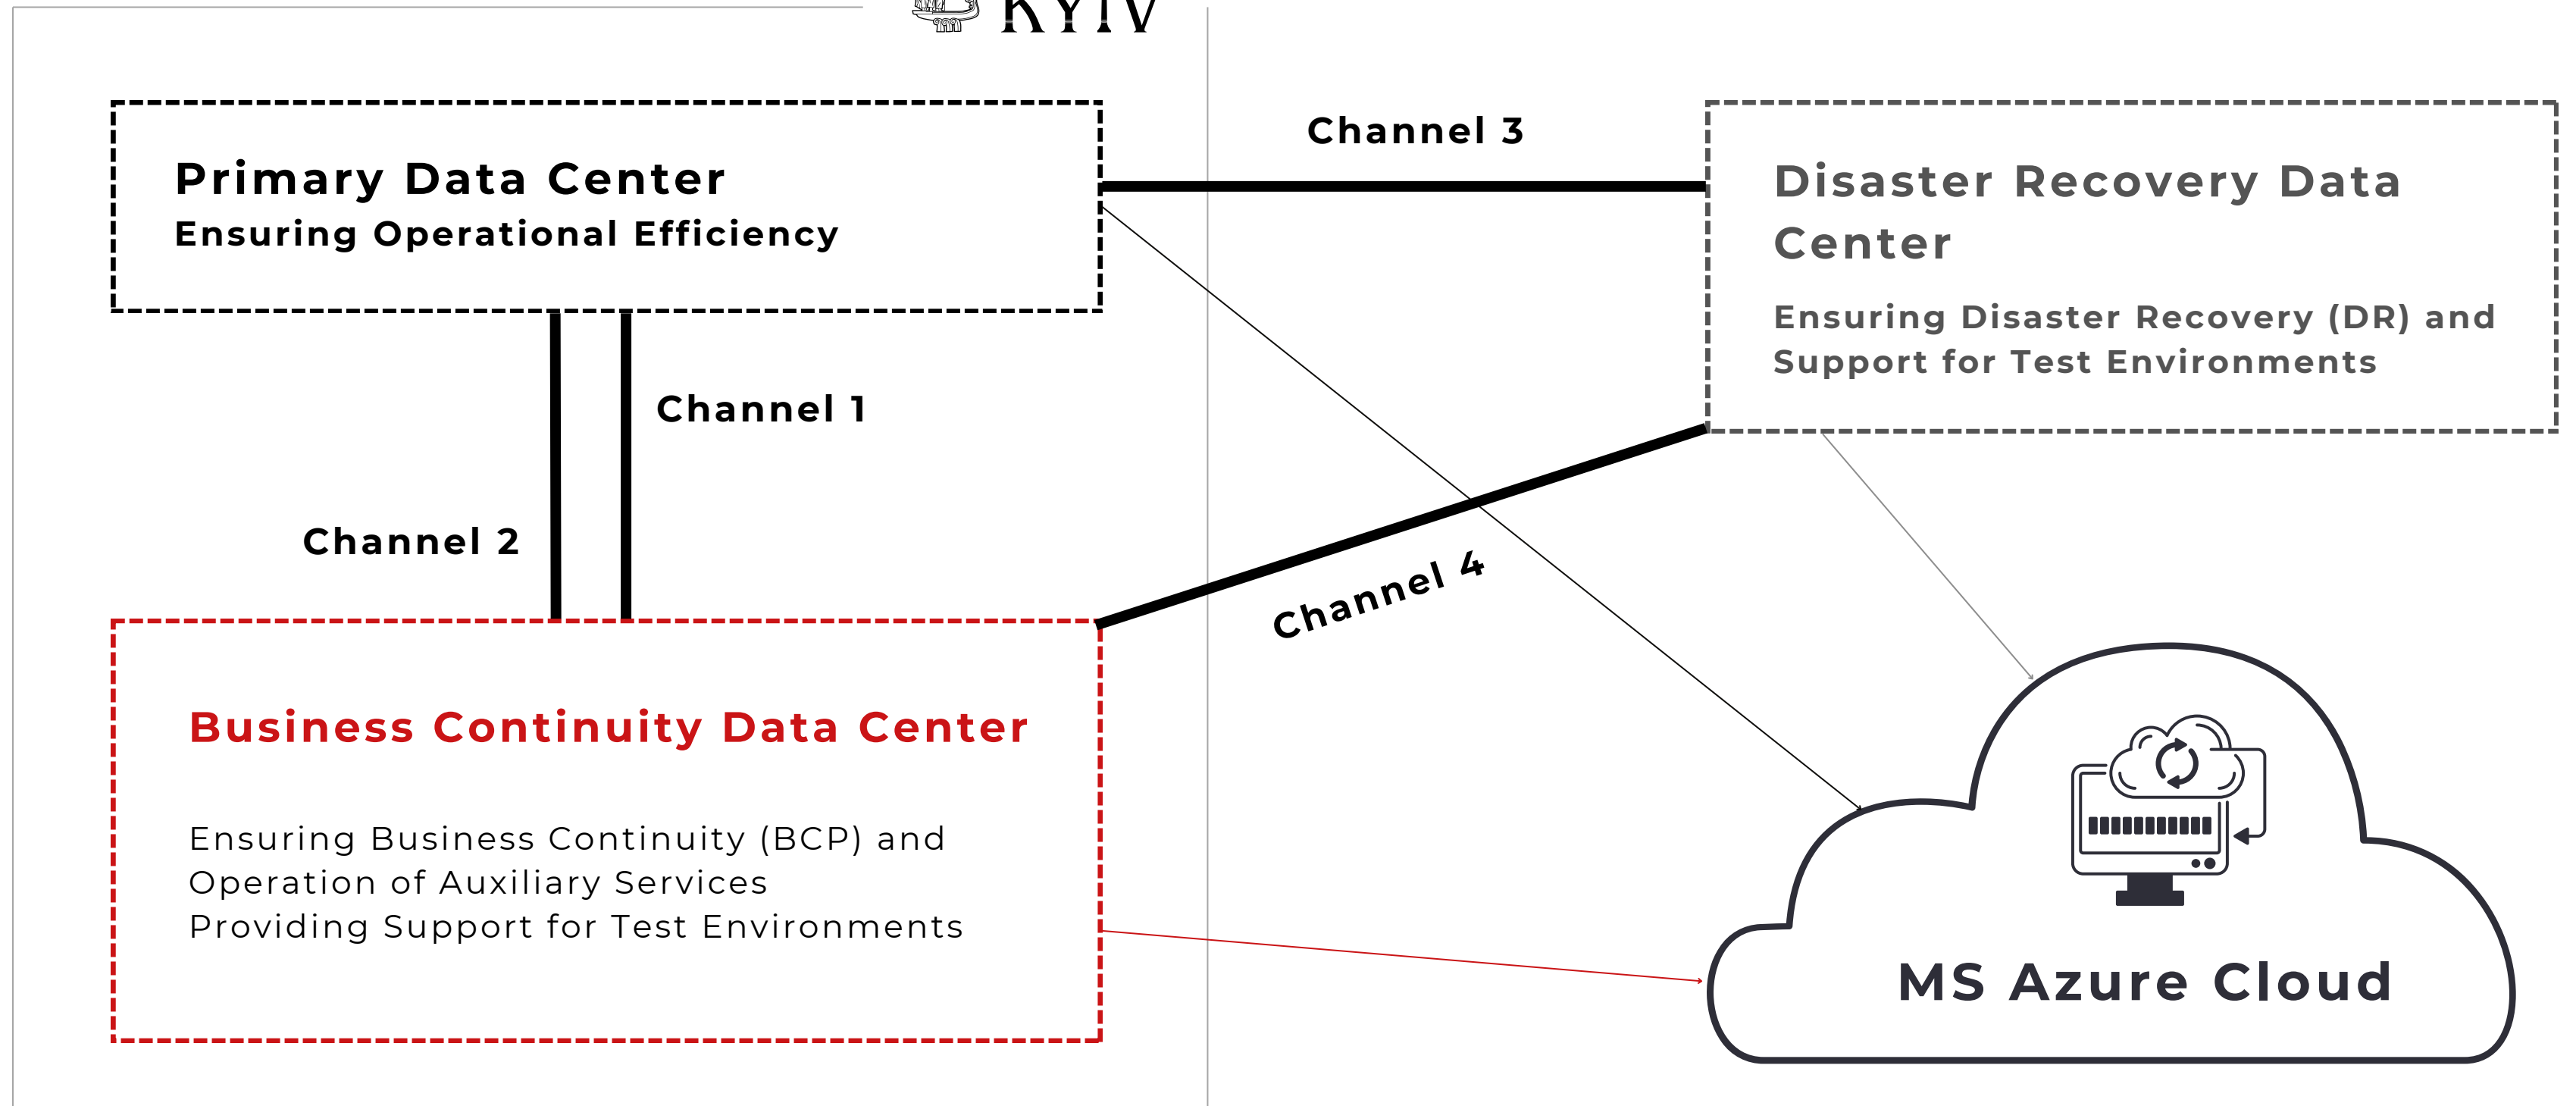 KYIV
Primary Data Center
Ensuring Operational Efficiency
Channel 3
Disaster Recovery Data
Center
Ensuring Disaster Recovery (DR) and
Support for Test Environments
Channel 1
Channel 2
Channel 4
Business Continuity Data Center
Ensuring Business Continuity (BCP) and
Operation of Auxiliary Services
Providing Support for Test Environments
MS Azure Cloud